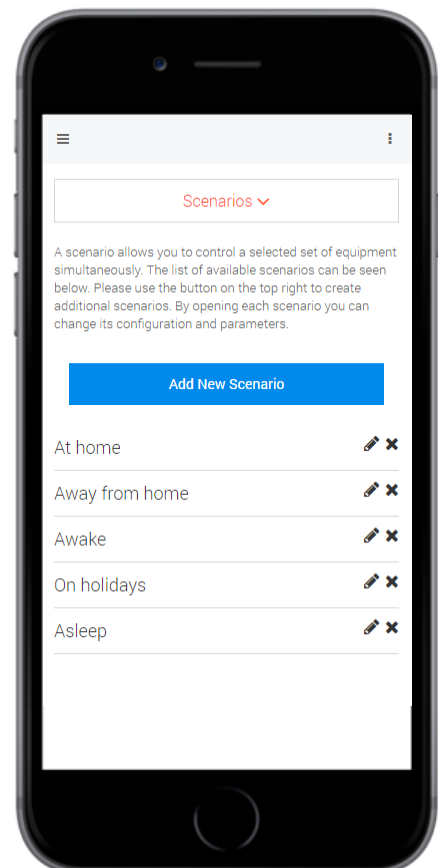 Scenarios
A scenario allows you to control a selected set of equipment
simultaneously. The list of available scenarios can be seen
below. Please use the button on the top right to create
additional scenarios. By opening each scenario you can
change its configuration and parameters.
Add New Scenario
At home
Away from home
Awake
On holidays
Asleep